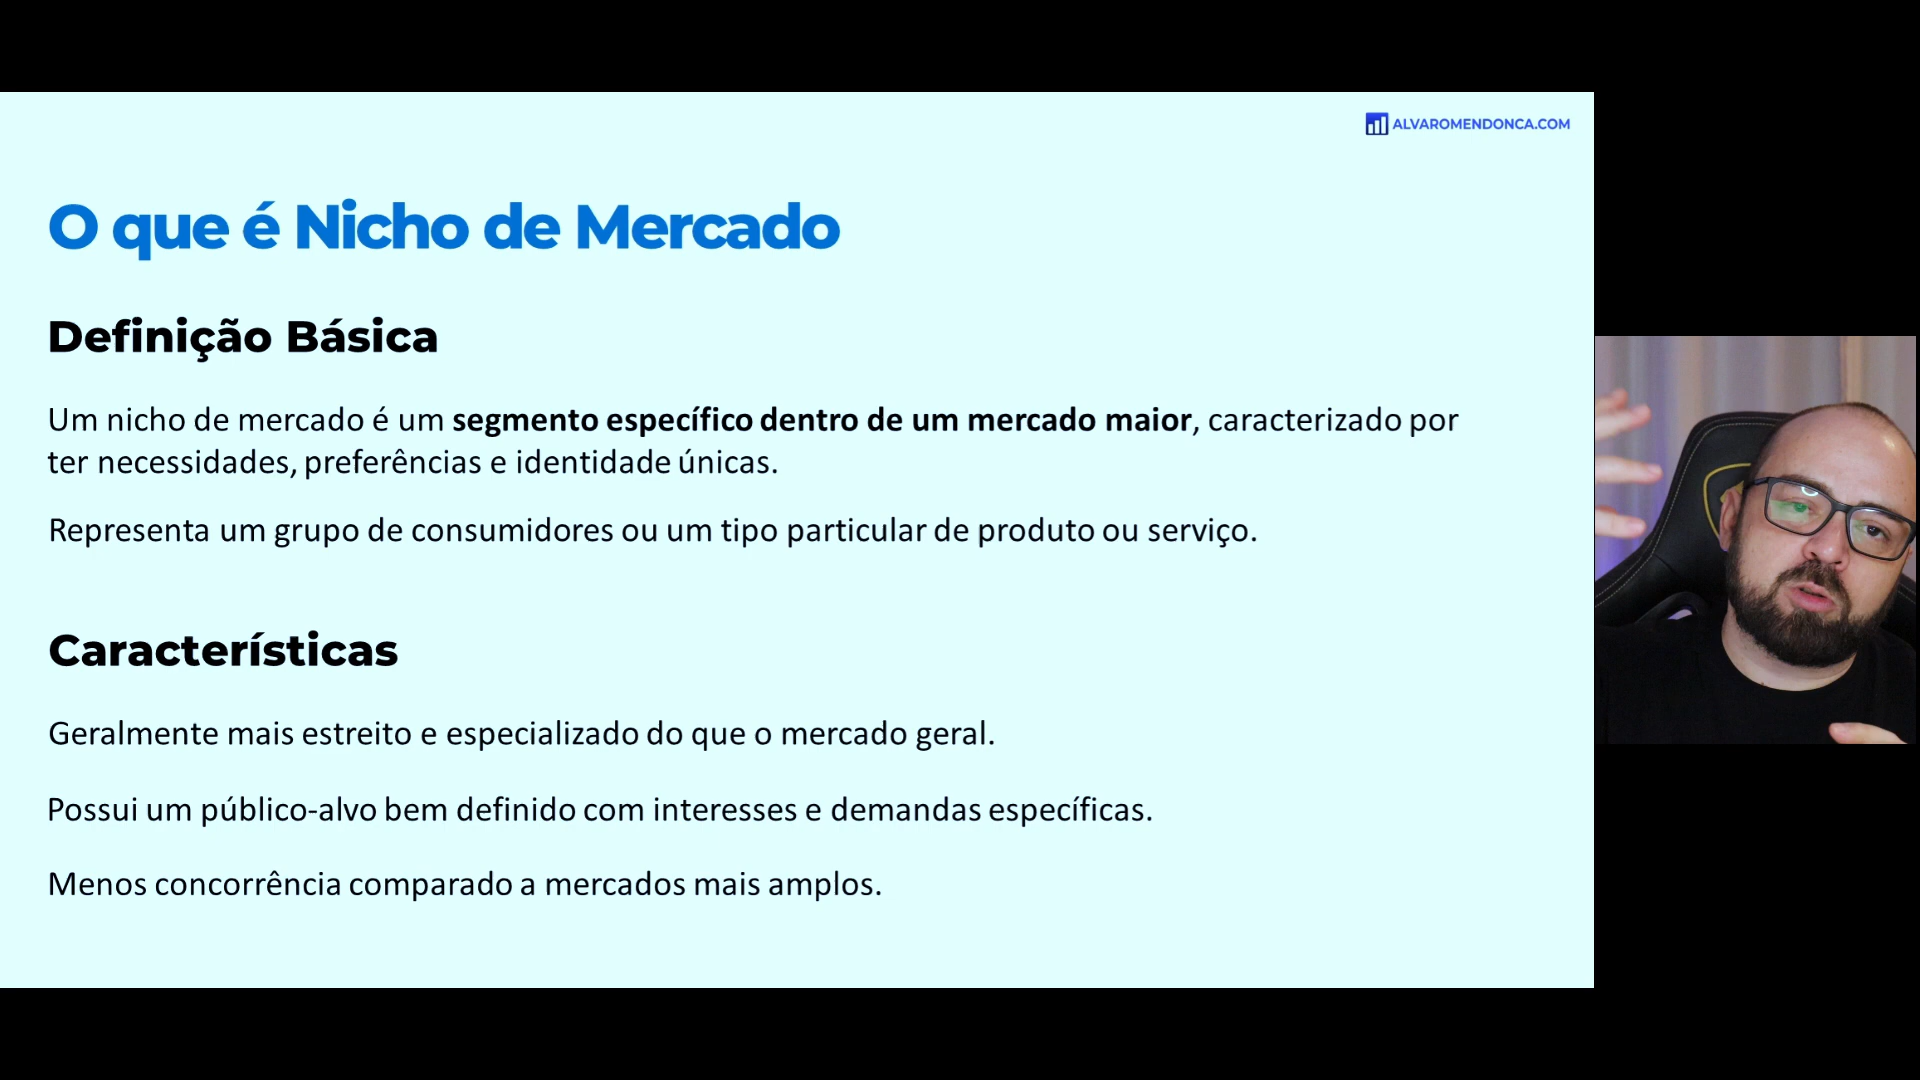 ALVAROMENDONCA.COM
O que é Nicho de Mercado
Definição Básica
Um nicho de mercado é um segmento específico dentro de um mercado maior, caracterizado por
ter necessidades, preferências e identidade únicas.
Representa um grupo de consumidores ou um tipo particular de produto ou serviço.
Características
Geralmente mais estreito e especializado do que o mercado geral.
Possui um público-alvo bem definido com interesses e demandas específicas.
Menos concorrência comparado a mercados mais amplos.